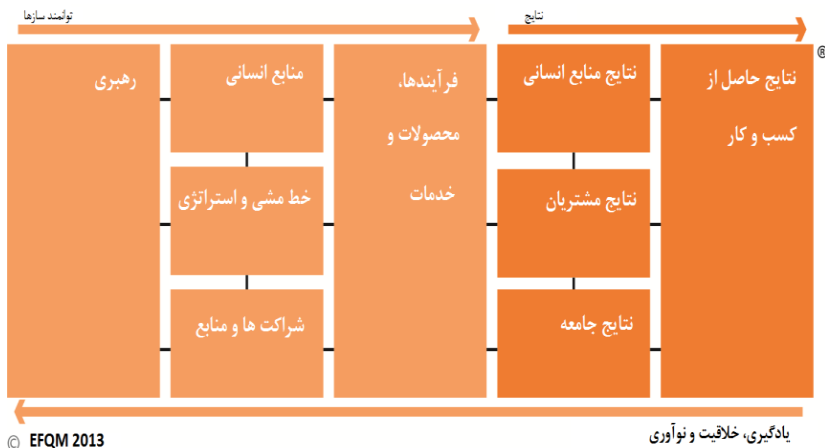 توانمند سازها
نتایج
®
رهبری
منابع انسانی
خط مشی و استراتژی
شراکت ها و منابع
فرآیندها،
محصولات و
خدمات
نتایج منابع انسانی
نتایج مشتریان
نتایج جامعه
نتایج حاصل از
کسب و کار
یادگیری، خلاقیت و نوآوری
© EFQM 2013